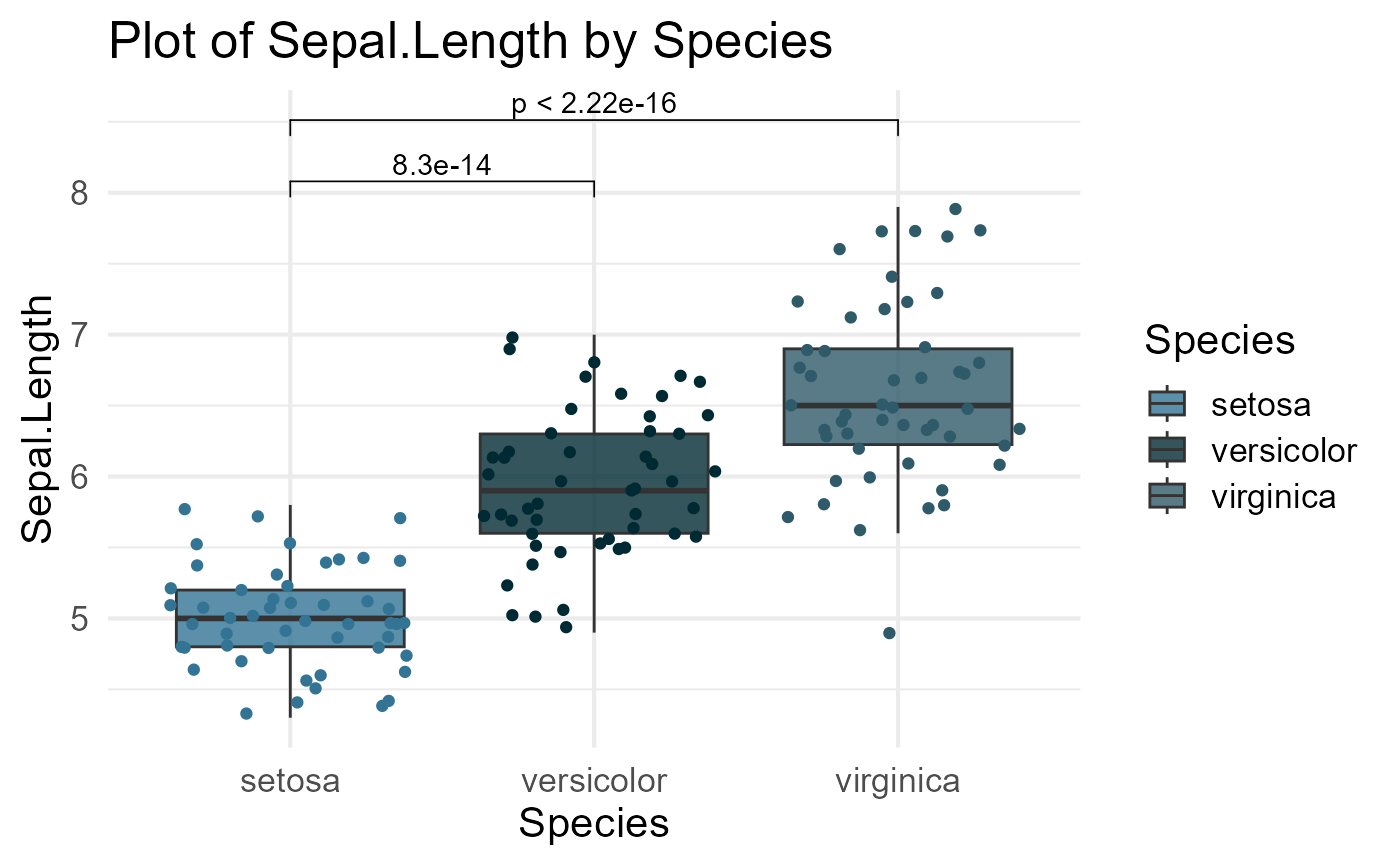 Plot of Sepal.Length by Species
p < 2.22e-16
8.3e-14
8
7
6
5
Sepal.Length
setosa versicolor virginica
Species
Species
setosa
versicolor
virginica